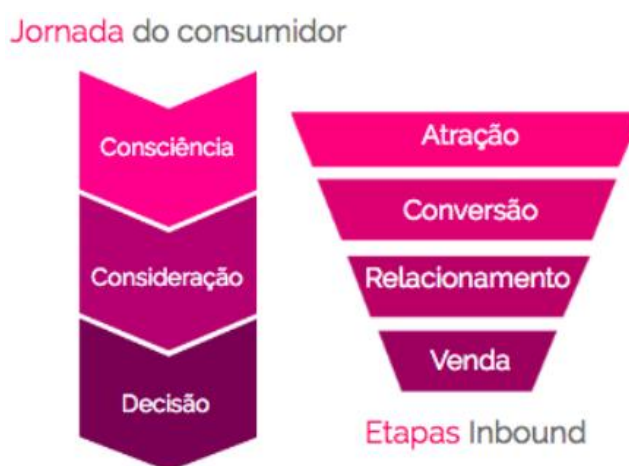 Jornada do consumidor
Consciência
Consideração
Decisão
Atração
Conversão
Relacionamento
Venda
Etapas Inbound